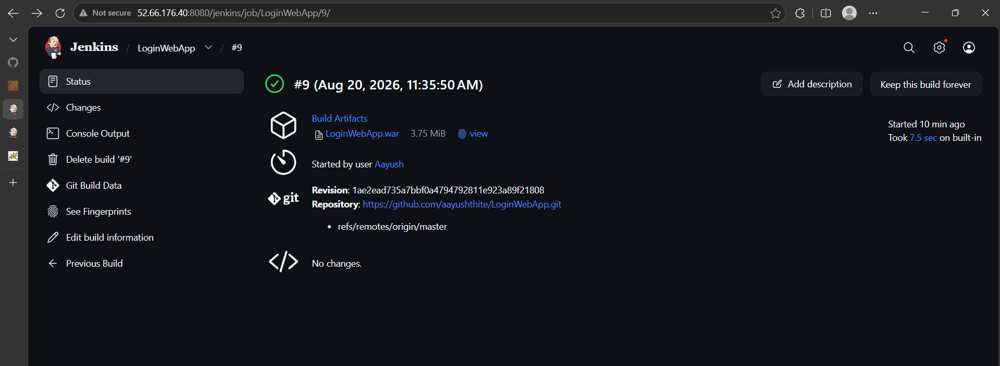 Not secure 52.66.176.40:8080/jenkins/job/LoginWebApp/9/
Jenkins / LoginWebApp / #9
Status
Changes
Console Output
Delete build ‘#9’
Git Build Data
See Fingerprints
Edit build information
Previous Build
#9 (Aug 20, 2026, 11:35:50 AM)
Add description
Keep this build forever
Build Artifacts
LoginWebApp.war 3.75 MiB view
Started 10 min ago
Took 7.5 sec on built-in
Started by user Aayush
git
Revision: 1ae2ead735a7bbf0a4794792811e923a89f21808
Repository: https://github.com/aayushthite/LoginWebApp.git
• refs/remotes/origin/master
No changes.